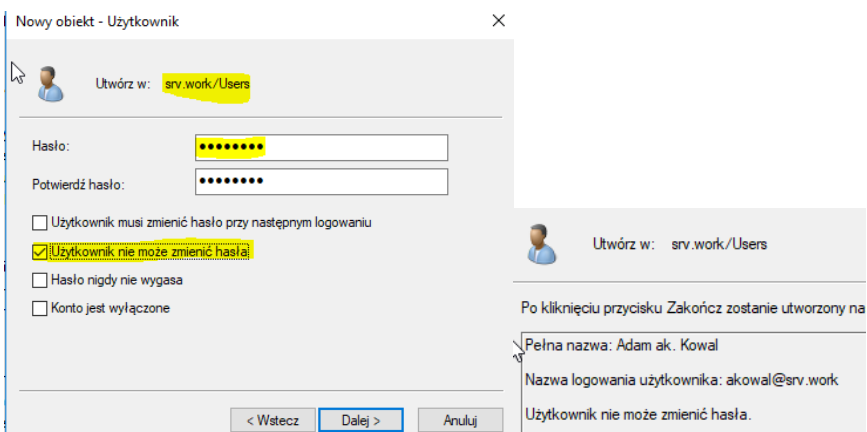 Nowy obiekt - Użytkownik
Utwórz w: srv.work/Users
Hasło: ••••••••
Potwierdź hasło: ••••••••
Użytkownik musi zmienić hasło przy następnym logowaniu
Użytkownik nie może zmienić hasła
Hasło nigdy nie wygasa
Konto jest wyłączone
< Wstecz Dalej > Anuluj
Utwórz w: srv.work/Users
Po kliknięciu przycisku Zakończ zostanie utworzony na
Pełna nazwa: Adam ak. Kowal
Nazwa logowania użytkownika: akowal@srv.work
Użytkownik nie może zmienić hasła.